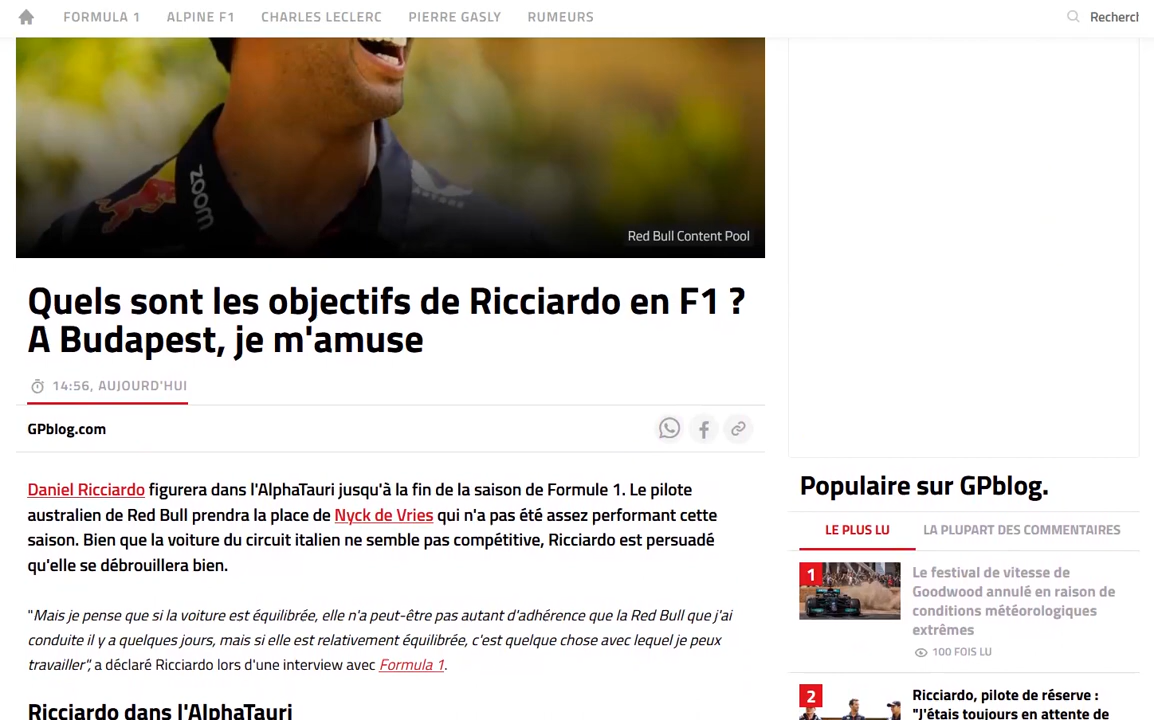 FORMULA 1 ALPINE F1 CHARLES LECLERC PIERRE GASLY RUMEURS
Recherch
woz
Red Bull Content Pool
Quels sont les objectifs de Ricciardo en F1 ?
A Budapest, je m'amuse
14:56, AUJOURD'HUI
GPblog.com
Daniel Ricciardo figurera dans l'AlphaTauri jusqu'à la fin de la saison de Formule 1. Le pilote
australien de Red Bull prendra la place de Nyck de Vries qui n'a pas été assez performant cette
saison. Bien que la voiture du circuit italien ne semble pas compétitive, Ricciardo est persuadé
qu'elle se débrouillera bien.
"Mais je pense que si la voiture est équilibrée, elle n'a peut-être pas autant d'adhérence que la Red Bull que j'ai
conduite il y a quelques jours, mais si elle est relativement équilibrée, c'est quelque chose avec lequel je peux
travailler", a déclaré Ricciardo lors d'une interview avec Formula 1.
Ricciardo dans l'AlphaTauri
Populaire sur GPblog.
LE PLUS LU LA PLUPART DES COMMENTAIRES
1
Le festival de vitesse de
Goodwood annulé en raison de
conditions météorologiques
extrêmes
100 FOIS LU
2
Ricciardo, pilote de réserve :
"J'étais toujours en attente de